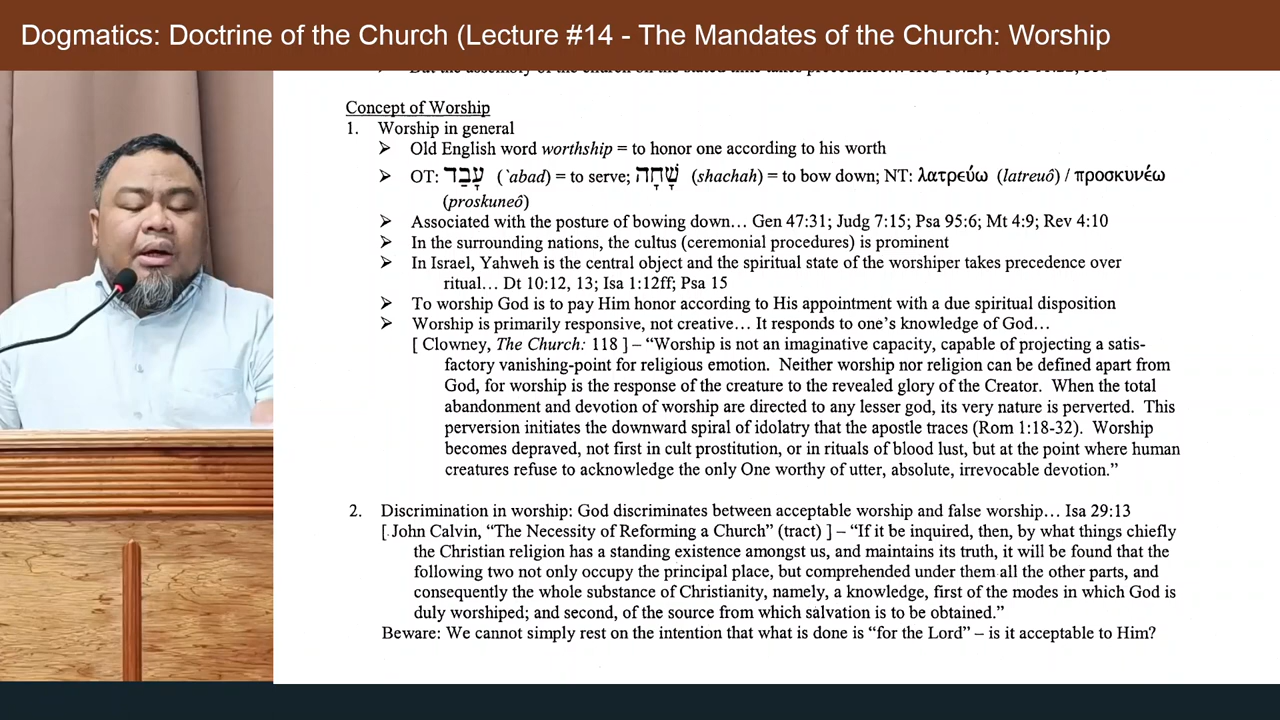 Dogmatics: Doctrine of the Church (Lecture #14 - The Mandates of the Church: Worship
Concept of Worship
1. Worship in general
➢ Old English word worthship = to honor one according to his worth
➢ OT: עָבַד (`abad) = to serve; שָׁחָה (shachah) = to bow down; NT: λατρεύω (latreuô) / προσκυνέω
(proskuneô)
➢ Associated with the posture of bowing down… Gen 47:31; Judg 7:15; Psa 95:6; Mt 4:9; Rev 4:10
➢ In the surrounding nations, the cultus (ceremonial procedures) is prominent
➢ In Israel, Yahweh is the central object and the spiritual state of the worshiper takes precedence over
ritual… Dt 10:12, 13; Isa 1:12ff; Psa 15
➢ To worship God is to pay Him honor according to His appointment with a due spiritual disposition
➢ Worship is primarily responsive, not creative… It responds to one’s knowledge of God…
[ Clowney, The Church: 118 ] – “Worship is not an imaginative capacity, capable of projecting a satis-
factory vanishing-point for religious emotion. Neither worship nor religion can be defined apart from
God, for worship is the response of the creature to the revealed glory of the Creator. When the total
abandonment and devotion of worship are directed to any lesser god, its very nature is perverted. This
perversion initiates the downward spiral of idolatry that the apostle traces (Rom 1:18-32). Worship
becomes depraved, not first in cult prostitution, or in rituals of blood lust, but at the point where human
creatures refuse to acknowledge the only One worthy of utter, absolute, irrevocable devotion.”
2. Discrimination in worship: God discriminates between acceptable worship and false worship… Isa 29:13
[ John Calvin, “The Necessity of Reforming a Church” (tract) ] – “If it be inquired, then, by what things chiefly
the Christian religion has a standing existence amongst us, and maintains its truth, it will be found that the
following two not only occupy the principal place, but comprehended under them all the other parts, and
consequently the whole substance of Christianity, namely, a knowledge, first of the modes in which God is
duly worshiped; and second, of the source from which salvation is to be obtained.”
Beware: We cannot simply rest on the intention that what is done is “for the Lord” – is it acceptable to Him?